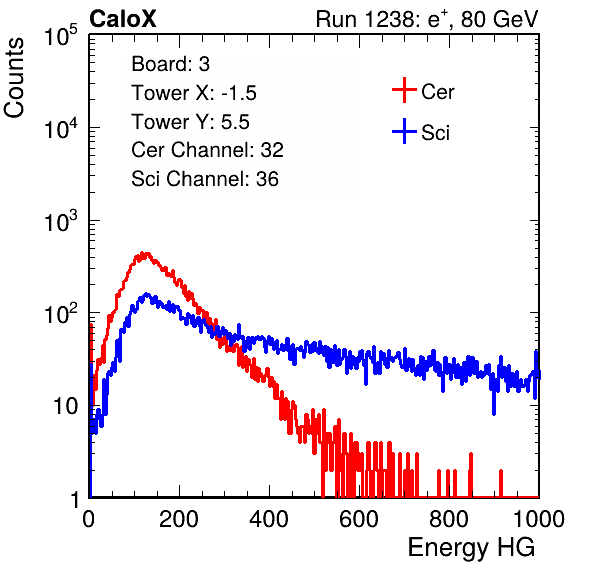 CaloX Run 1238: e⁺, 80 GeV
Counts
10⁵
10⁴
10³
10²
10
1
Board: 3
Tower X: -1.5
Tower Y: 5.5
Cer Channel: 32
Sci Channel: 36
Cer
Sci
0 200 400 600 800 1000
Energy HG